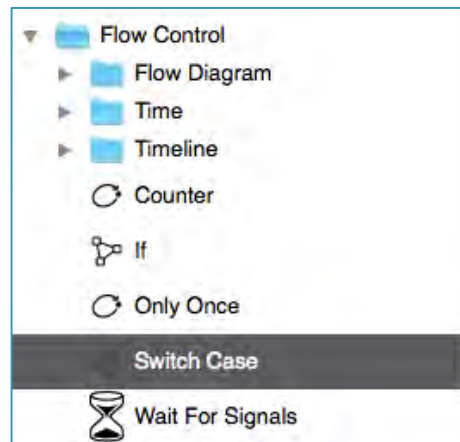 Flow Control
Flow Diagram
Time
Timeline
Counter
If
Only Once
Switch Case
Wait For Signals